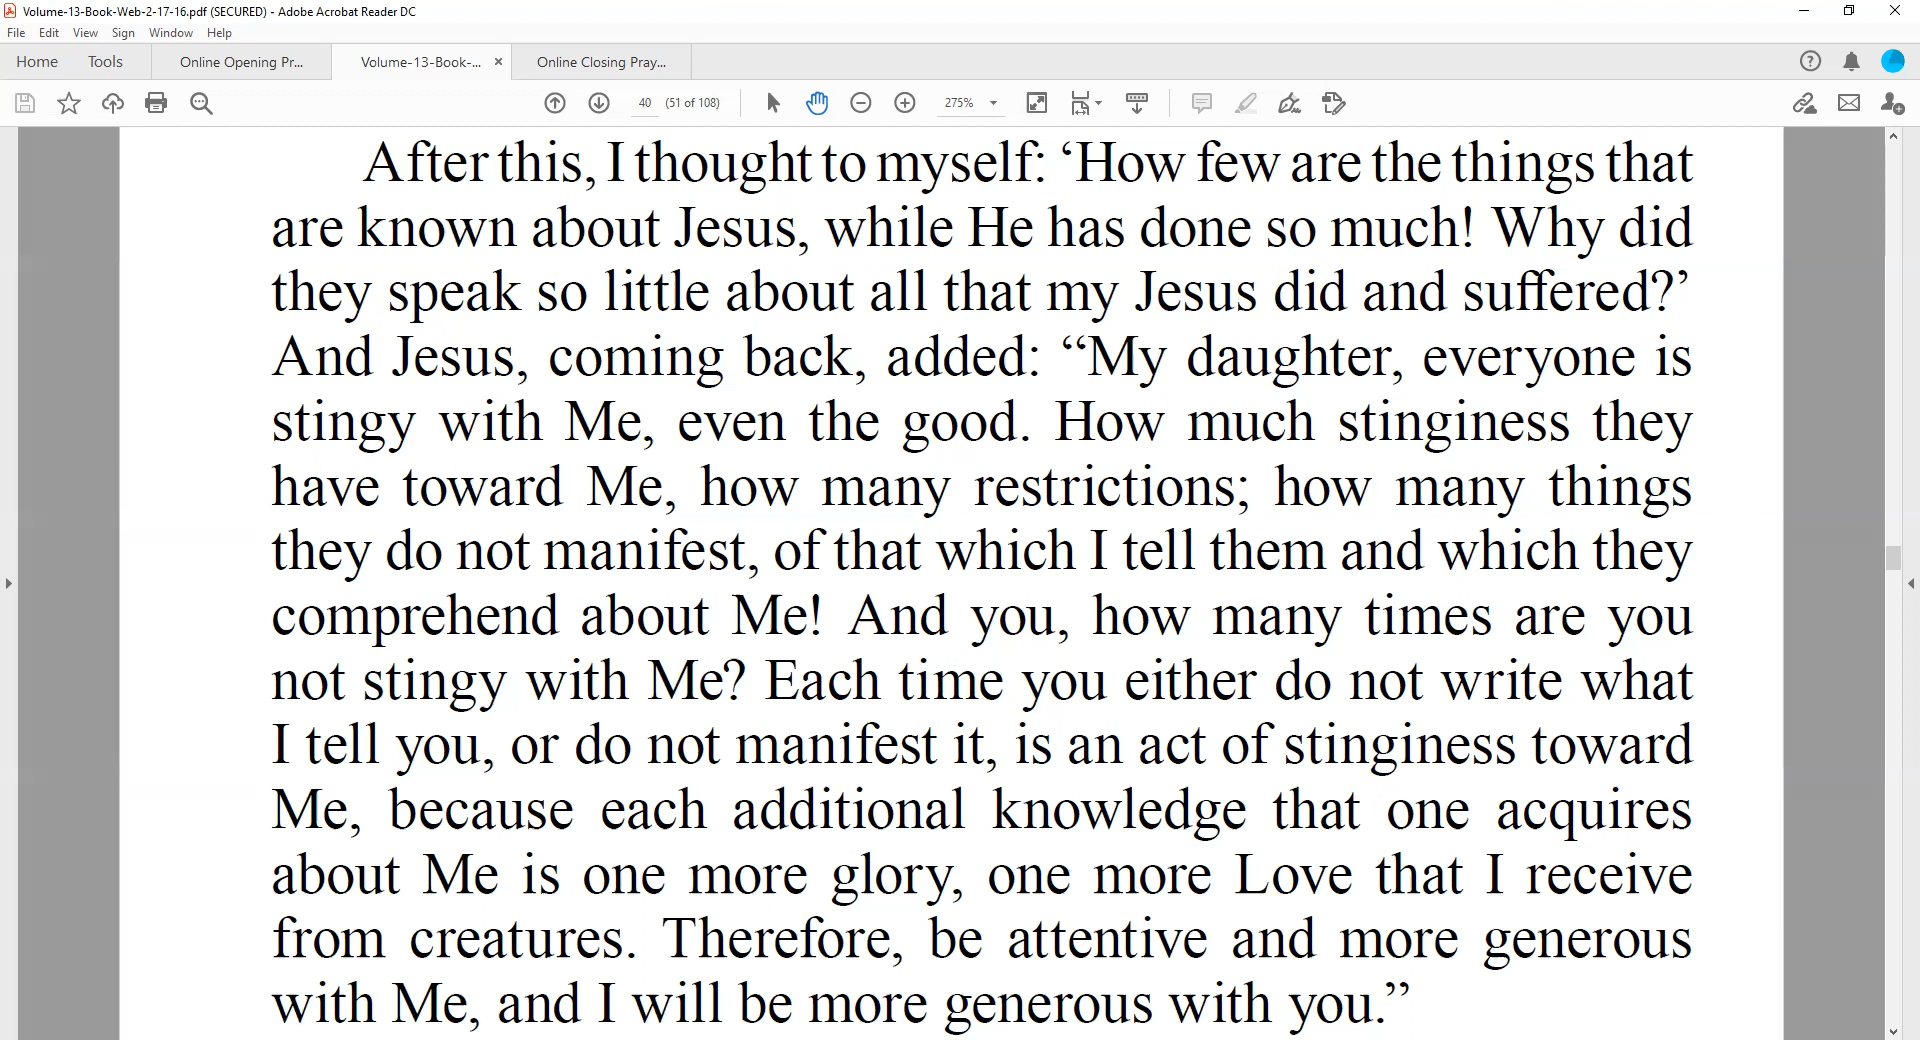 Volume-13-Book-Web-2-17-16.pdf (SECURED) - Adobe Acrobat Reader DC
File Edit View Sign Window Help
Home Tools Online Opening Pr... Volume-13-Book-... × Online Closing Pray...
40 (51 of 108) 275%
After this, I thought to myself: ‘How few are the things that
are known about Jesus, while He has done so much! Why did
they speak so little about all that my Jesus did and suffered?’
And Jesus, coming back, added: “My daughter, everyone is
stingy with Me, even the good. How much stinginess they
have toward Me, how many restrictions; how many things
they do not manifest, of that which I tell them and which they
comprehend about Me! And you, how many times are you
not stingy with Me? Each time you either do not write what
I tell you, or do not manifest it, is an act of stinginess toward
Me, because each additional knowledge that one acquires
about Me is one more glory, one more Love that I receive
from creatures. Therefore, be attentive and more generous
with Me, and I will be more generous with you.”